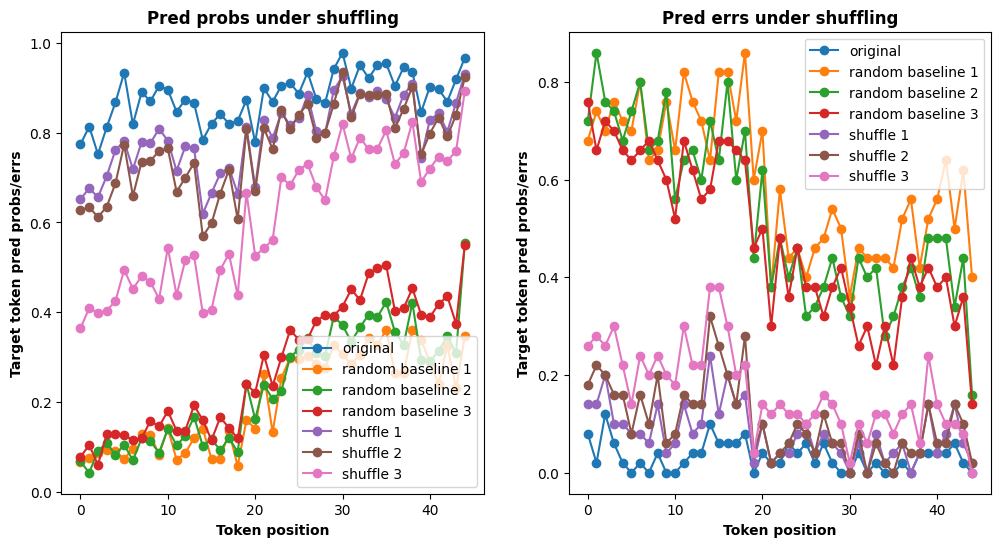 Pred probs under shuffling
Target token pred probs/errs
1.0
0.8
0.6
0.4
0.2
0.0
original
random baseline 1
random baseline 2
random baseline 3
shuffle 1
shuffle 2
shuffle 3
0
10
20
30
40
Token position
Pred errs under shuffling
Target token pred probs/errs
0.8
0.6
0.4
0.2
0.0
original
random baseline 1
random baseline 2
random baseline 3
shuffle 1
shuffle 2
shuffle 3
0
10
20
30
40
Token position